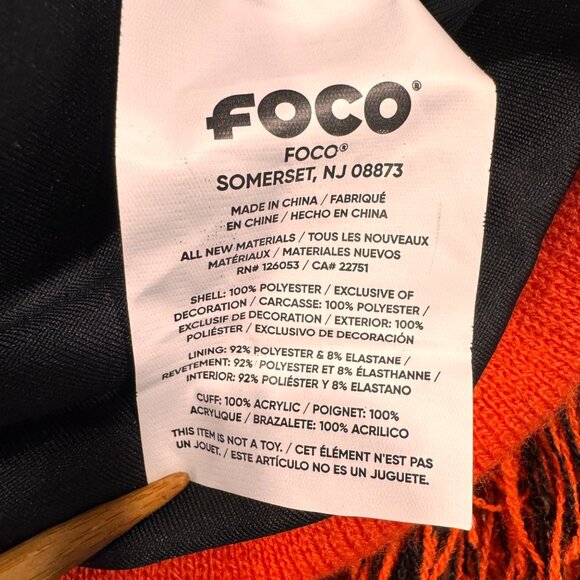 FOCO®
FOCO®
SOMERSET, NJ 08873
MADE IN CHINA / FABRIQUÉ
EN CHINE / HECHO EN CHINA
ALL NEW MATERIALS / TOUS LES NOUVEAUX
MATÉRIAUX / MATERIALES NUEVOS
RN# 126053 / CA# 22751
SHELL: 100% POLYESTER / EXCLUSIVE OF
DECORATION / CARCASSE: 100% POLYESTER /
EXCLUSIF DE DECORATION / EXTERIOR: 100%
POLIÉSTER / EXCLUSIVO DE DECORACIÓN
LINING: 92% POLYESTER & 8% ELASTANE /
REVETEMENT: 92% POLYESTER ET 8% ÉLASTHANNE /
INTERIOR: 92% POLIÉSTER Y 8% ELASTANO
CUFF: 100% ACRYLIC / POIGNET: 100%
ACRYLIQUE / BRAZALETE: 100% ACRILICO
THIS ITEM IS NOT A TOY. / CET ÉLÉMENT N'EST PAS
UN JOUET. / ESTE ARTÍCULO NO ES UN JUGUETE.